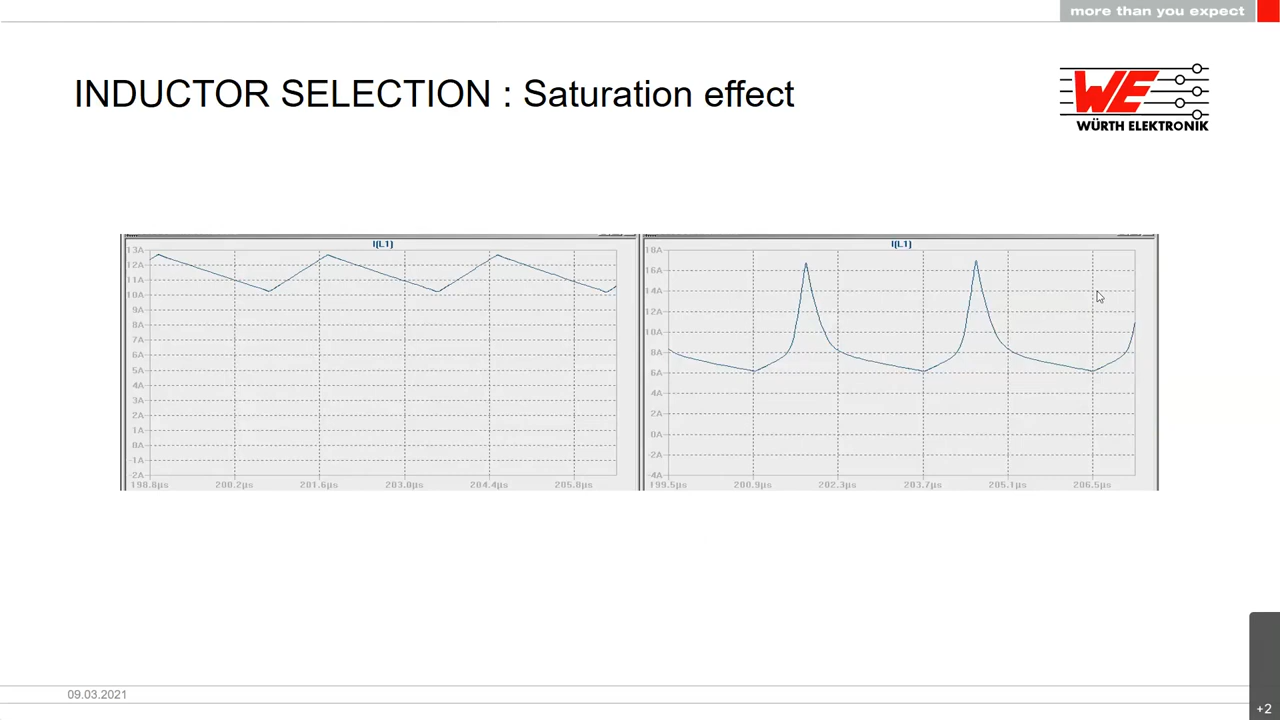 more than you expect
INDUCTOR SELECTION : Saturation effect
WE
WÜRTH ELEKTRONIK
I(L1)
13A
12A
11A
10A
9A
8A
7A
6A
5A
4A
3A
2A
1A
0A
-1A
-2A
198.8µs 200.2µs 201.6µs 203.0µs 204.4µs 205.8µs
I(L1)
18A
16A
14A
12A
10A
8A
6A
4A
2A
0A
-2A
-4A
199.5µs 200.9µs 202.3µs 203.7µs 205.1µs 206.5µs
09.03.2021
+2